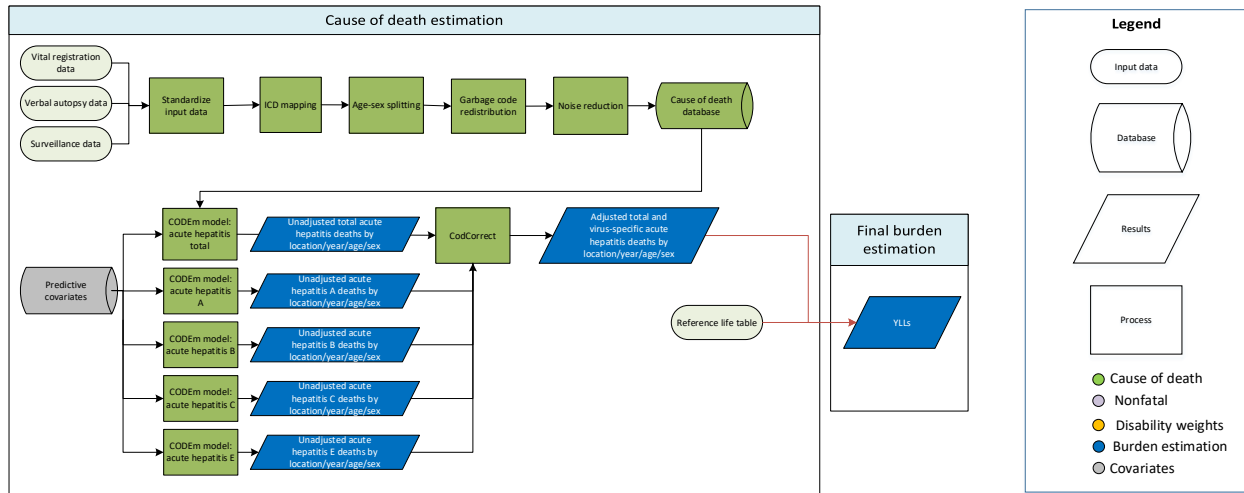 Cause of death estimation
Vital registration
data
Verbal autopsy data
Surveillance data
Standardize
input data
ICD mapping
Age-sex splitting
Garbage code
redistribution
Noise reduction
Cause of death
database
Predictive
covariates
CODEm model:
acute hepatitis
total
Unadjusted total acute
hepatitis deaths by
location/year/age/sex
CodCorrect
Adjusted total and
virus-specific acute
hepatitis deaths by
location/year/age/sex
CODEm model:
acute hepatitis
A
Unadjusted acute
hepatitis A deaths by
location/year/age/sex
CODEm model:
acute hepatitis B
Unadjusted acute
hepatitis B deaths by
location/year/age/sex
CODEm model:
acute hepatitis C
Unadjusted acute
hepatitis C deaths by
location/year/age/sex
CODEm model:
acute hepatitis E
Unadjusted acute
hepatitis E deaths by
location/year/age/sex
Reference life table
Final burden
estimation
YLLs
Legend
Input data
Database
Results
Process
Cause of death
Nonfatal
Disability weights
Burden estimation
Covariates